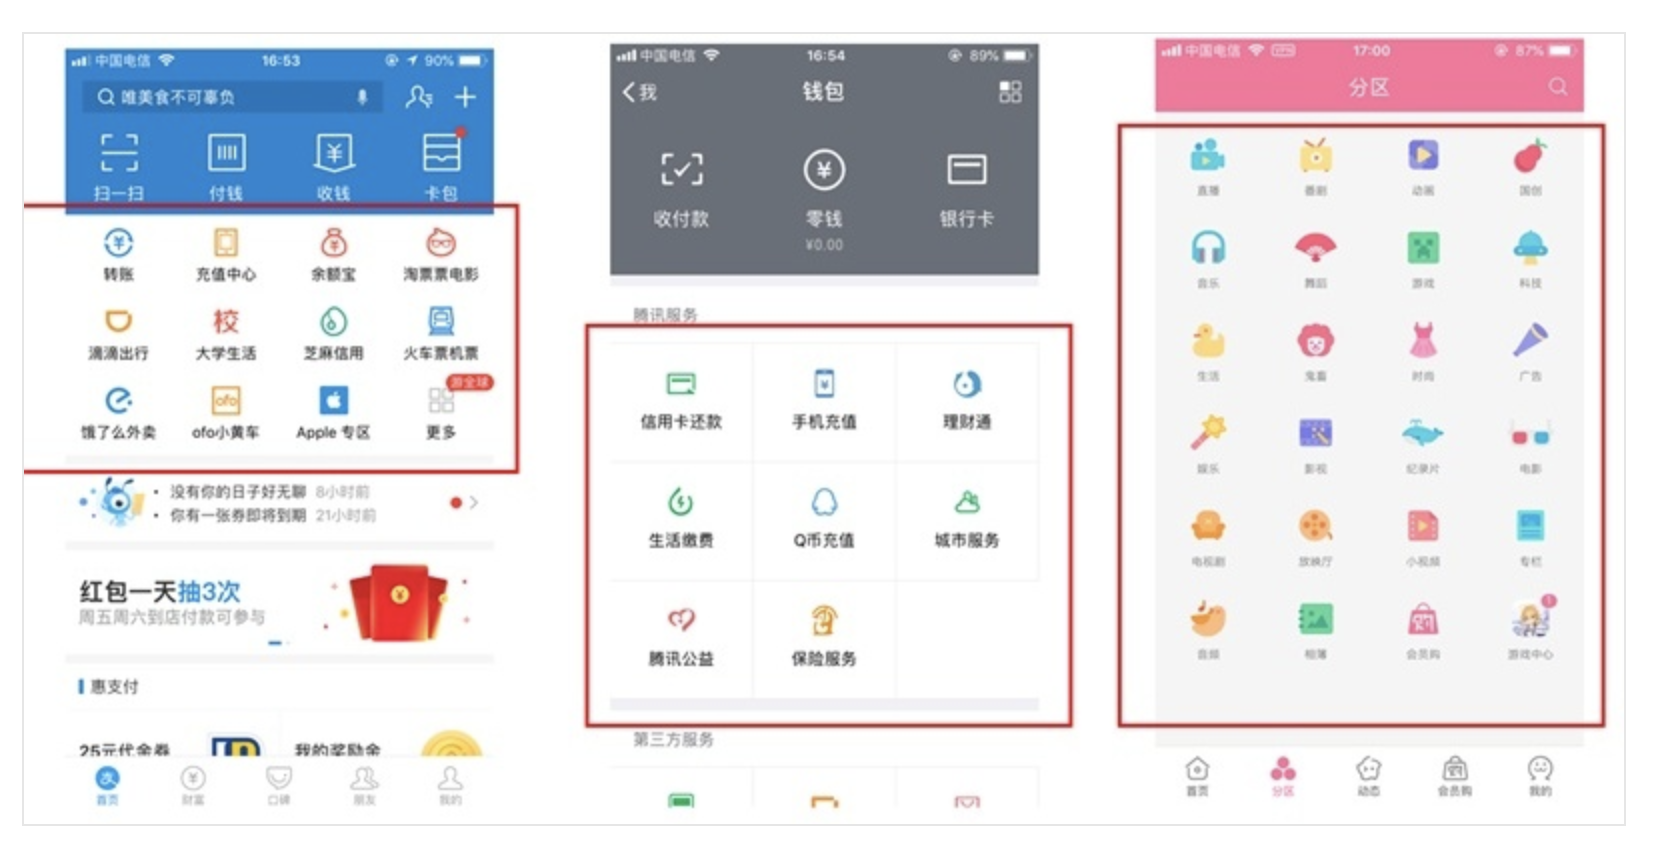 中国电信 16:53 90%
唯美食不可辜负
扫一扫 付钱 收钱 卡包
转账 充值中心 余额宝 淘票票电影
校
滴滴出行 大学生活 芝麻信用 火车票机票
游全球
ofo
饿了么外卖 ofo小黄车 Apple 专区 更多
没有你的日子好无聊 8小时前
你有一张券即将到期 21小时前
红包一天抽3次
周五周六到店付款可参与
惠支付
25元代金券 我的奖励金
支
首页 财富 口碑 朋友 我的
中国电信 16:54 89%
我 钱包
收付款 零钱 银行卡
¥0.00
腾讯服务
信用卡还款 手机充值 理财通
生活缴费 Q币充值 城市服务
腾讯公益 保险服务
第三方服务
中国电信 VPN 17:00 87%
分区
直播 番剧 动画 国创
音乐 舞蹈 游戏 科技
生活 鬼畜 时尚 广告
娱乐 影视 纪录片 电影
电视剧 放映厅 小视频 专栏
1
音频 相簿 会员购 游戏中心
首页 分区 动态 会员购 我的